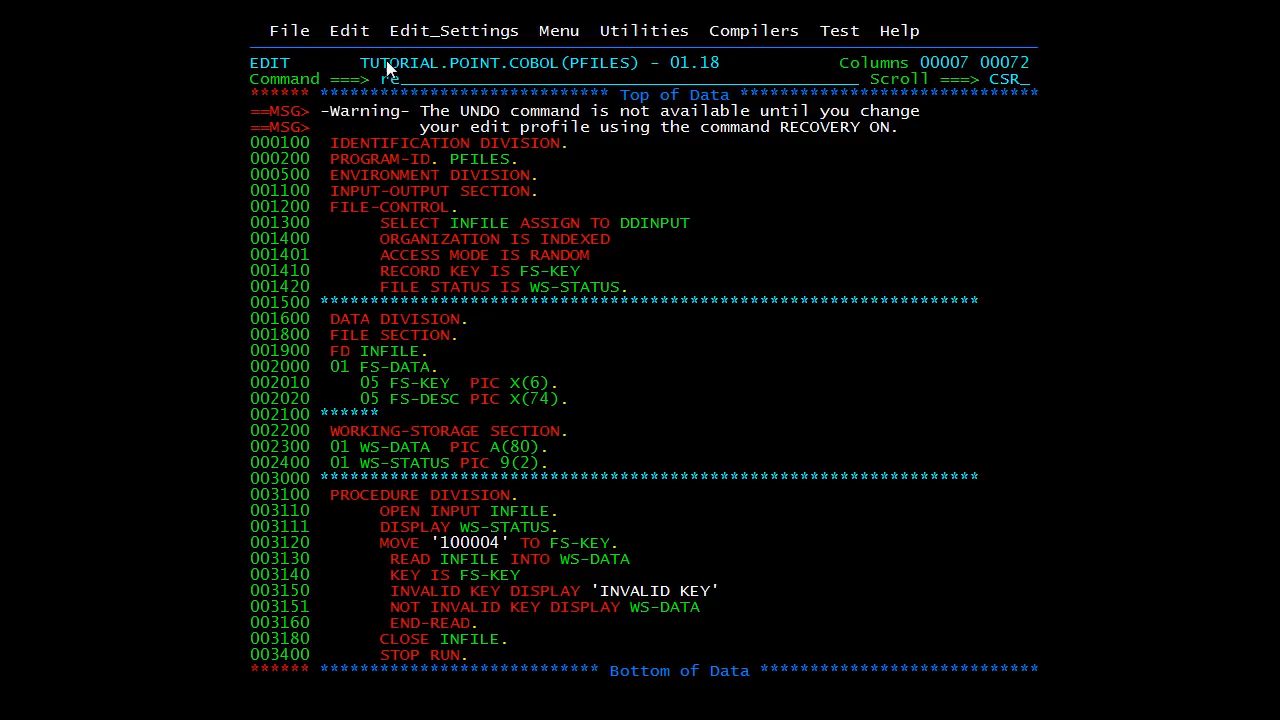 File  Edit  Edit_Settings  Menu  Utilities  Compilers  Test  Help
EDIT       TUTORIAL.POINT.COBOL(PFILES) - 01.18            Columns 00007 00072
Command ===> re                                               Scroll ===> CSR_
****** ***************************** Top of Data ******************************
==MSG> -Warning- The UNDO command is not available until you change
==MSG>           your edit profile using the command RECOVERY ON.
000100  IDENTIFICATION DIVISION.
000200  PROGRAM-ID. PFILES.
000500  ENVIRONMENT DIVISION.
001100  INPUT-OUTPUT SECTION.
001200  FILE-CONTROL.
001300       SELECT INFILE ASSIGN TO DDINPUT
001400       ORGANIZATION IS INDEXED
001401       ACCESS MODE IS RANDOM
001410       RECORD KEY IS FS-KEY
001420       FILE STATUS IS WS-STATUS.
001500 ******************************************************************
001600  DATA DIVISION.
001800  FILE SECTION.
001900  FD INFILE.
002000  01 FS-DATA.
002010     05 FS-KEY  PIC X(6).
002020     05 FS-DESC PIC X(74).
002100 ******
002200  WORKING-STORAGE SECTION.
002300  01 WS-DATA  PIC A(80).
002400  01 WS-STATUS PIC 9(2).
003000 ******************************************************************
003100  PROCEDURE DIVISION.
003110       OPEN INPUT INFILE.
003111       DISPLAY WS-STATUS.
003120       MOVE '100004' TO FS-KEY.
003130        READ INFILE INTO WS-DATA
003140        KEY IS FS-KEY
003150        INVALID KEY DISPLAY 'INVALID KEY'
003151        NOT INVALID KEY DISPLAY WS-DATA
003160        END-READ.
003180       CLOSE INFILE.
003400       STOP RUN.
****** **************************** Bottom of Data ****************************